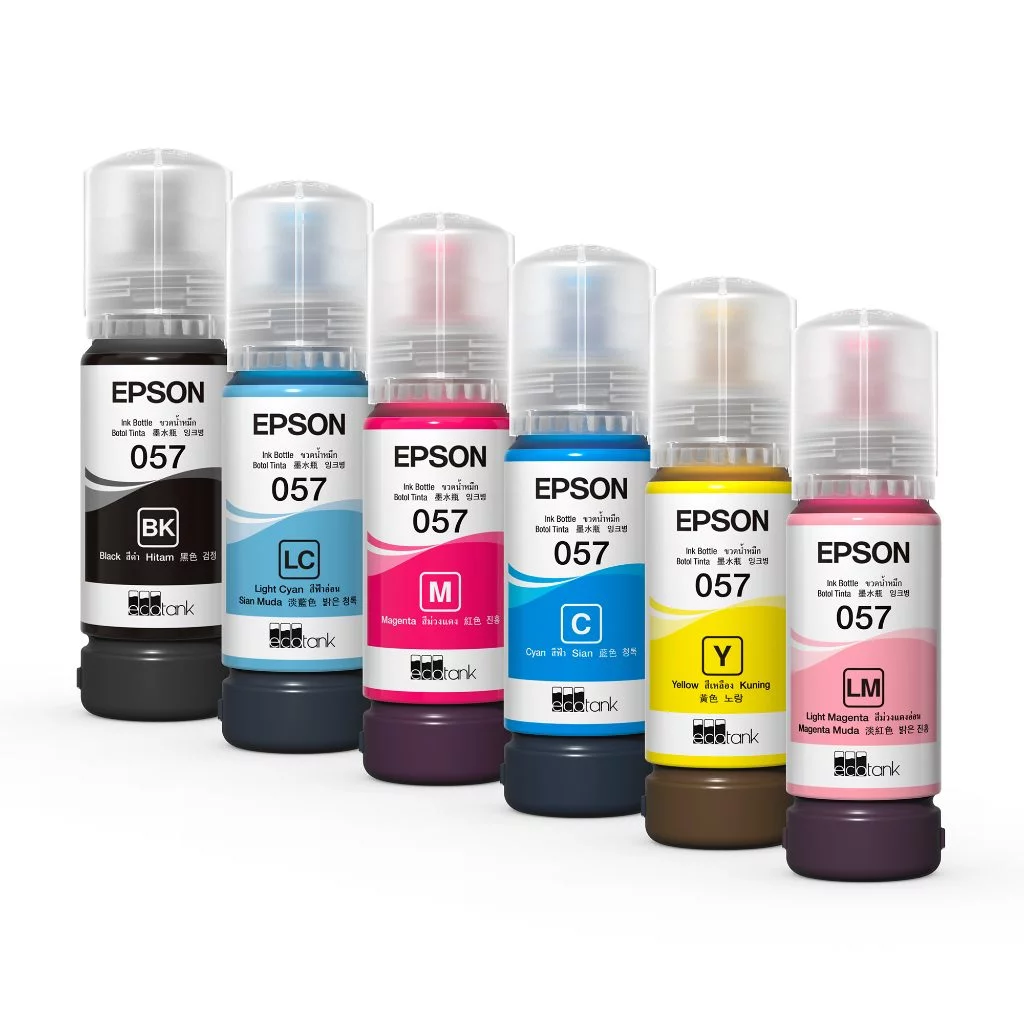 EPSON
Ink Bottle ขวดน้ำหมึก
Botol Tinta 墨水瓶 잉크병
057
BK
Black สีดำ Hitam 黑色 검정
ecotank
EPSON
Ink Bottle ขวดน้ำหมึก
Botol Tinta 墨水瓶 잉크병
057
LC
Light Cyan สีฟ้าอ่อน
Sian Muda 淡藍色 밝은 청록
ecotank
EPSON
Ink Bottle ขวดน้ำหมึก
Botol Tinta 墨水瓶 잉크병
057
M
Magenta สีม่วงแดง 紅色 진홍
ecotank
EPSON
Ink Bottle ขวดน้ำหมึก
Botol Tinta 墨水瓶 잉크병
057
C
Cyan สีฟ้า Sian 藍色 청록
ecotank
EPSON
Ink Bottle ขวดน้ำหมึก
Botol Tinta 墨水瓶 잉크병
057
Y
Yellow สีเหลือง Kuning
黃色 노랑
ecotank
EPSON
Ink Bottle ขวดน้ำหมึก
Botol Tinta 墨水瓶 잉크병
057
LM
Light Magenta สีม่วงแดงอ่อน
Magenta Muda 淡紅色 밝은 진홍
ecotank